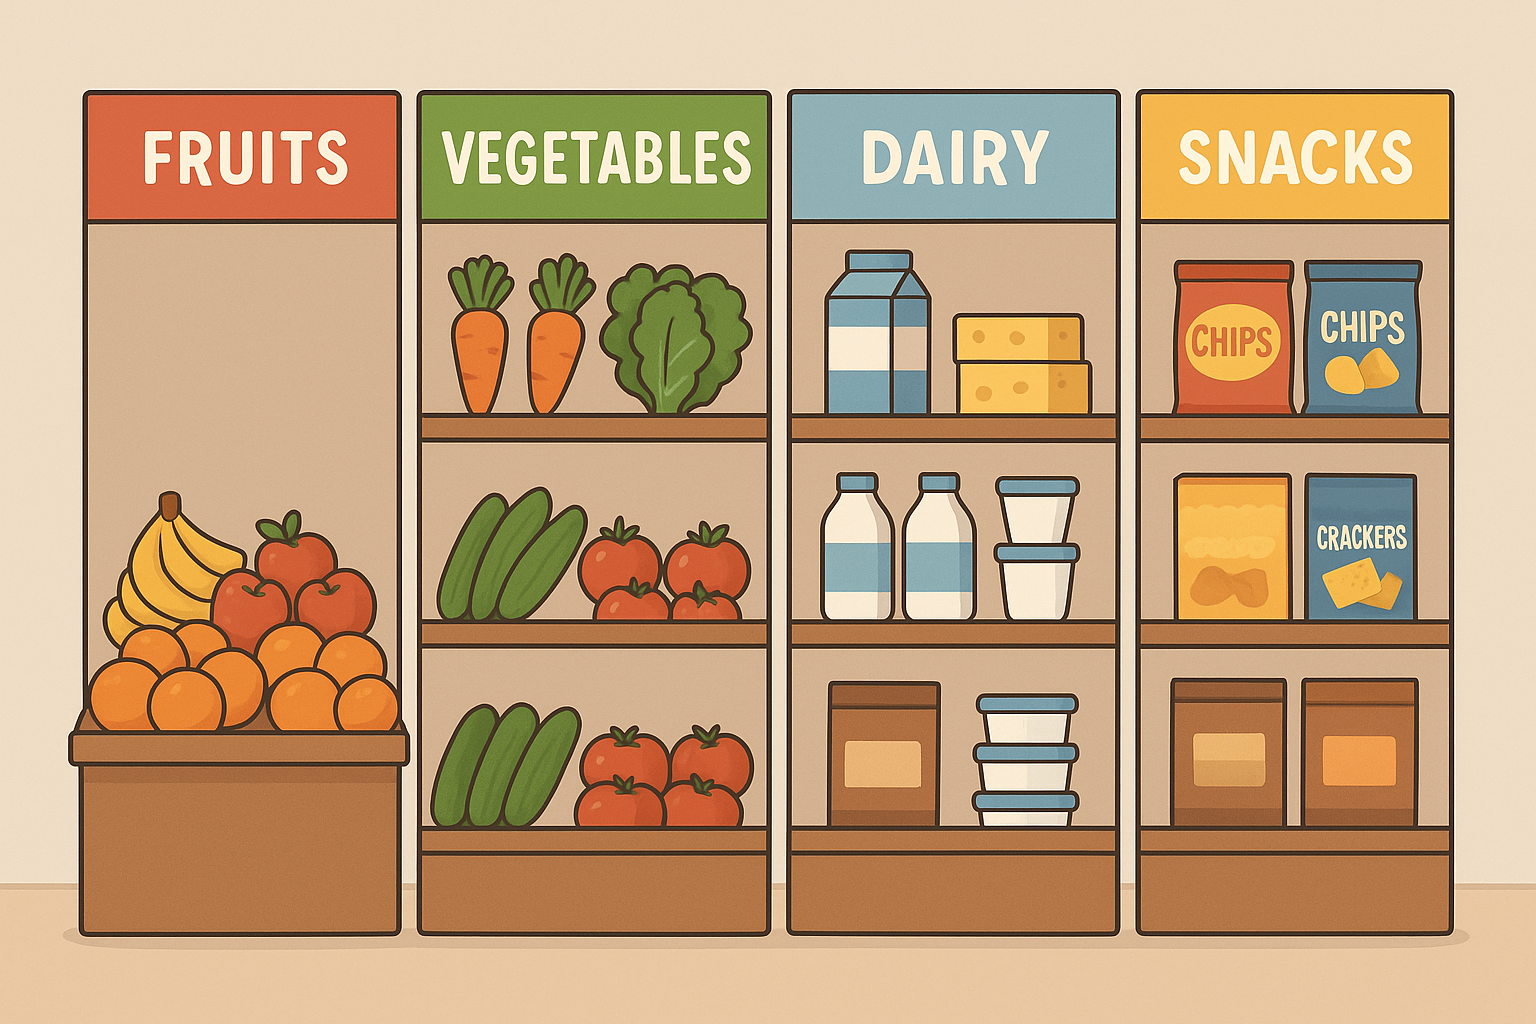 FRUITS
VEGETABLES
DAIRY
SNACKS
CHIPS
CHIPS
CRACKERS